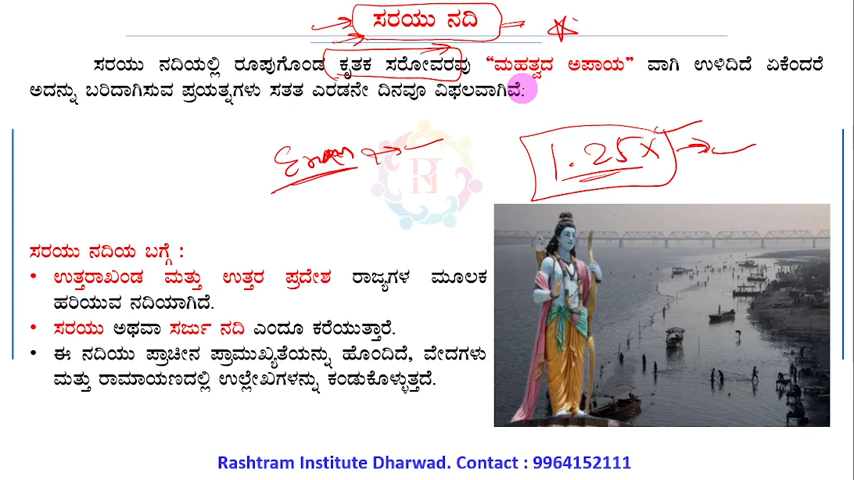 ಸರಯು ನದಿ
ಸರಯು ನದಿಯಲ್ಲಿ ರೂಪುಗೊಂಡ ಕೃತಕ ಸರೋವರವು “ಮಹತ್ವದ ಅಪಾಯ” ವಾಗಿ ಉಳಿದಿದೆ ಏಕೆಂದರೆ
ಅದನ್ನು ಬರಿದಾಗಿಸುವ ಪ್ರಯತ್ನಗಳು ಸತತ ಎರಡನೇ ದಿನವೂ ವಿಫಲವಾಗಿವೆ.
1.25x
ಸರಯು ನದಿಯ ಬಗ್ಗೆ :
• ಉತ್ತರಾಖಂಡ ಮತ್ತು ಉತ್ತರ ಪ್ರದೇಶ ರಾಜ್ಯಗಳ ಮೂಲಕ
ಹರಿಯುವ ನದಿಯಾಗಿದೆ.
• ಸರಯು ಅಥವಾ ಸರ್ಜು ನದಿ ಎಂದೂ ಕರೆಯುತ್ತಾರೆ.
• ಈ ನದಿಯು ಪ್ರಾಚೀನ ಪ್ರಾಮುಖ್ಯತೆಯನ್ನು ಹೊಂದಿದೆ, ವೇದಗಳು
ಮತ್ತು ರಾಮಾಯಣದಲ್ಲಿ ಉಲ್ಲೇಖಗಳನ್ನು ಕಂಡುಕೊಳ್ಳುತ್ತದೆ.
Rashtram Institute Dharwad. Contact : 9964152111